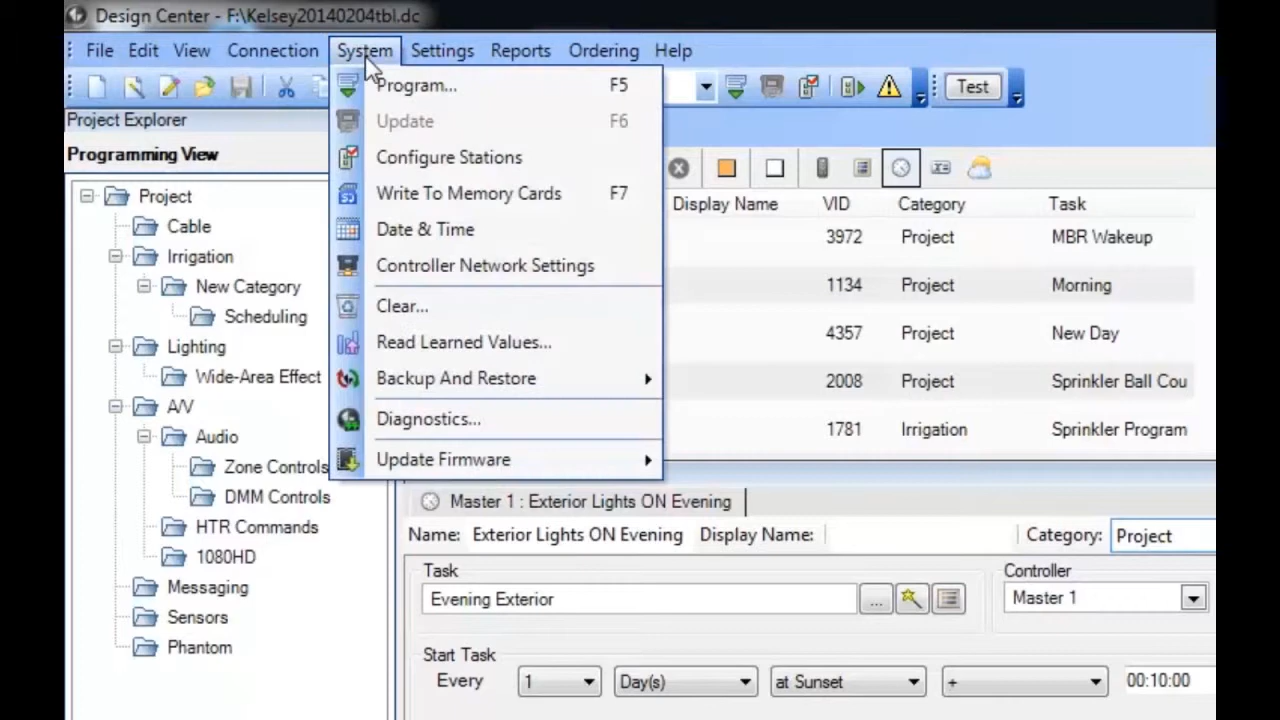 Design Center - F:\Kelsey20140204tbl.dc
File Edit View Connection System Settings Reports Ordering Help
Test
Project Explorer
Programming View
Project
Cable
Irrigation
New Category
Scheduling
Lighting
Wide-Area Effect
A/V
Audio
Zone Controls
DMM Controls
HTR Commands
1080HD
Messaging
Sensors
Phantom
Program... F5
Update F6
Configure Stations
Write To Memory Cards F7
Date & Time
Controller Network Settings
Clear...
Read Learned Values...
Backup And Restore
Diagnostics...
Update Firmware
Display Name VID Category Task
3972 Project MBR Wakeup
1134 Project Morning
4357 Project New Day
2008 Project Sprinkler Ball Cou
1781 Irrigation Sprinkler Program
Master 1 : Exterior Lights ON Evening
Name: Exterior Lights ON Evening Display Name: Category: Project
Task Controller
Evening Exterior ... Master 1
Start Task
Every 1 Day(s) at Sunset + 00:10:00